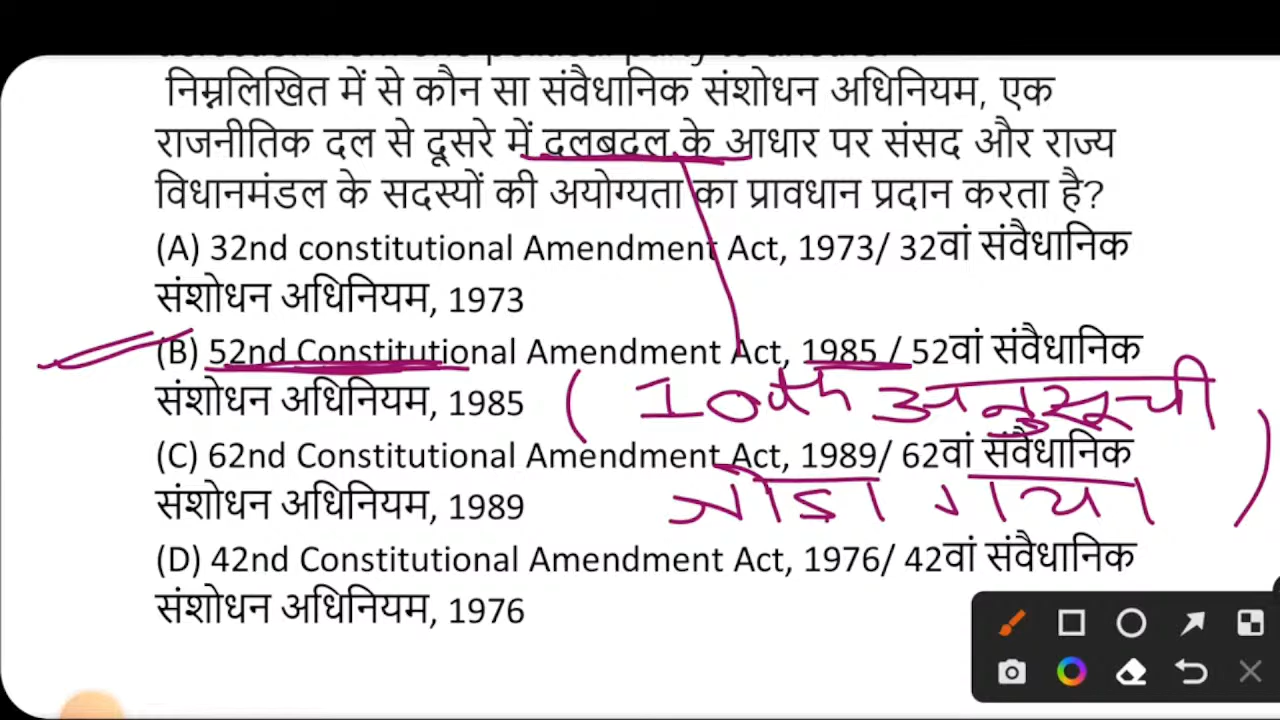 निम्नलिखित में से कौन सा संवैधानिक संशोधन अधिनियम, एक
राजनीतिक दल से दूसरे में दलबदल के आधार पर संसद और राज्य
विधानमंडल के सदस्यों की अयोग्यता का प्रावधान प्रदान करता है?
(A) 32nd constitutional Amendment Act, 1973/ 32वां संवैधानिक
संशोधन अधिनियम, 1973
(B) 52nd Constitutional Amendment Act, 1985 / 52वां संवैधानिक
संशोधन अधिनियम, 1985
(10th अनुसूची
(C) 62nd Constitutional Amendment Act, 1989/ 62वां संवैधानिक
संशोधन अधिनियम, 1989
जोडा गया)
(D) 42nd Constitutional Amendment Act, 1976/ 42वां संवैधानिक
संशोधन अधिनियम, 1976